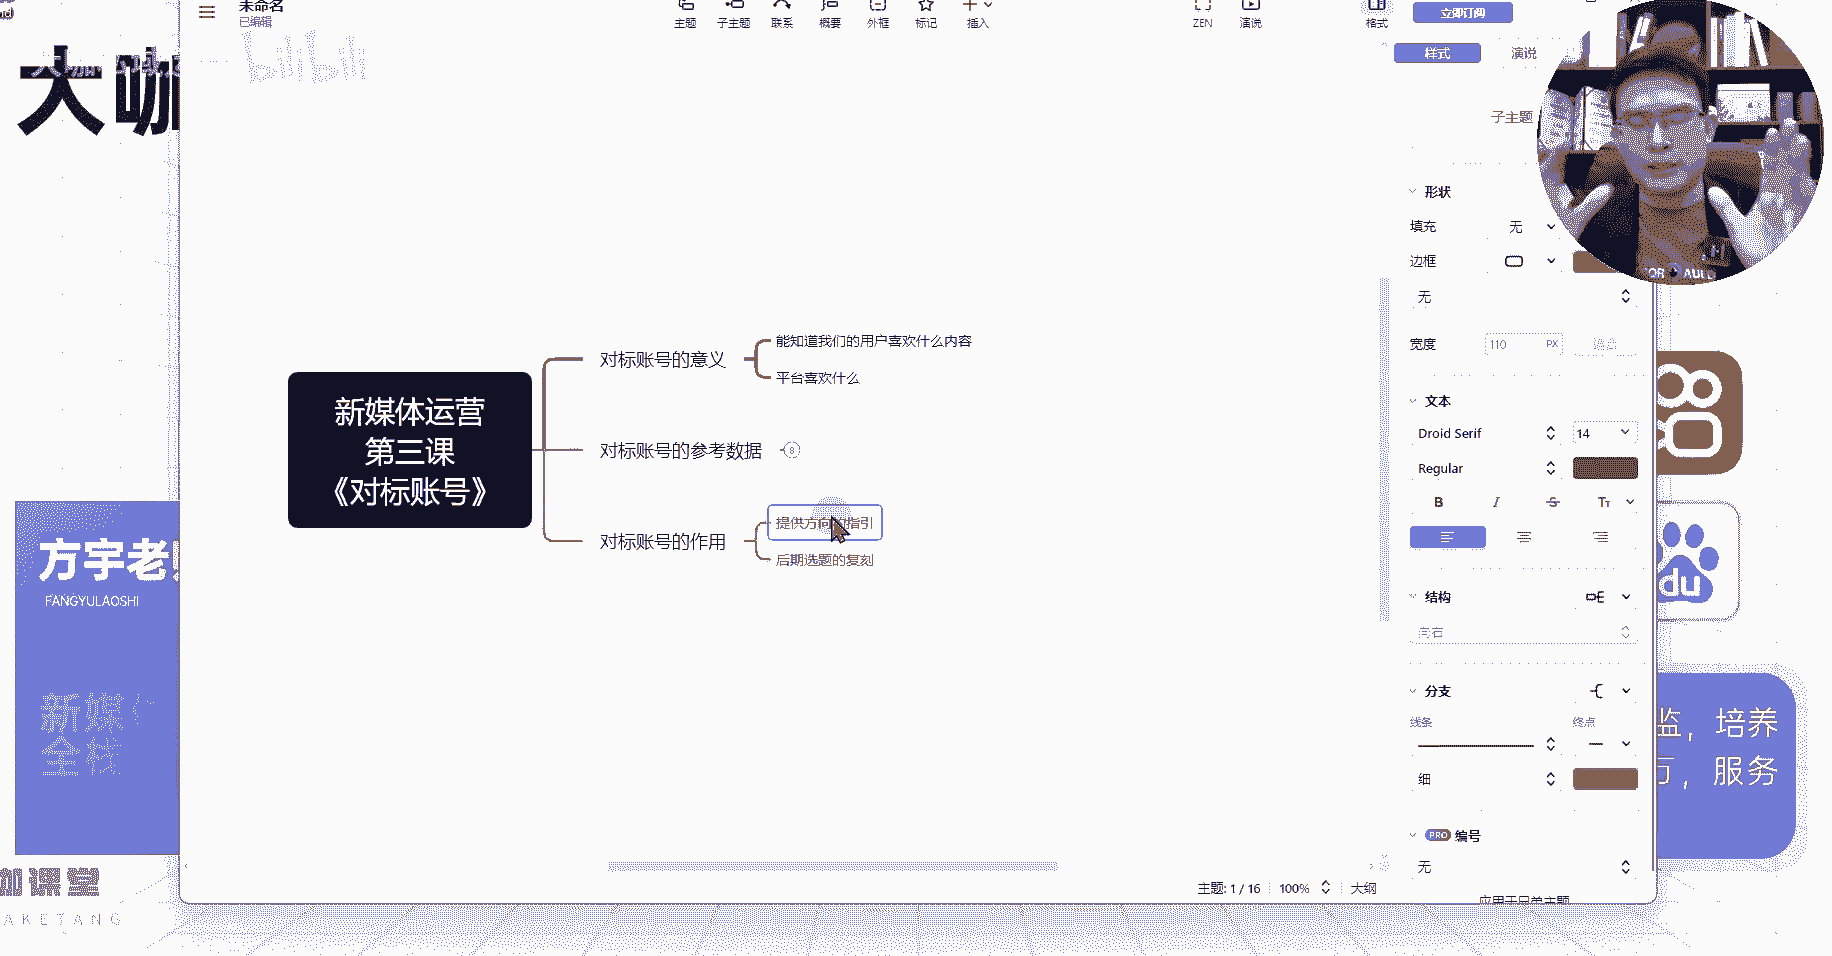 未命名
已编辑
主题
子主题
联系
概要
外框
标记
插入
ZEN
演说
格式
立即订阅
样式
演说
bilibili
大咖
子主题
形状
填充
无
边框
无
宽度
110
PX
能知道我们的用户喜欢什么内容
对标账号的意义
平台喜欢什么
新媒体运营
第三课
《对标账号》
对标账号的参考数据
8
提供方向的指引
对标账号的作用
后期选题的复刻
文本
Droid Serif
14
Regular
B
I
S
TT
结构
向右
分支
线条
终点
细
PRO
编号
无
方宇老
FANGYULAOSHI
新媒
全栈
du
监，培养
万，服务
课堂
AKETANG
主题: 1 / 16
100%
大纲
应用于兄弟主题